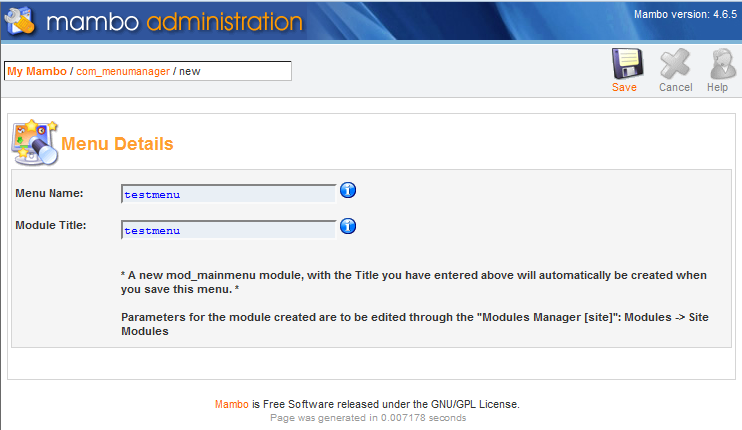 mambo administration
Mambo version: 4.6.5
My Mambo / com_menumanager / new
Save
Cancel
Help
Menu Details
Menu Name:
testmenu
Module Title:
testmenu
* A new mod_mainmenu module, with the Title you have entered above will automatically be created when
you save this menu. *
Parameters for the module created are to be edited through the "Modules Manager [site]": Modules -> Site
Modules
Mambo is Free Software released under the GNU/GPL License.
Page was generated in 0.007178 seconds